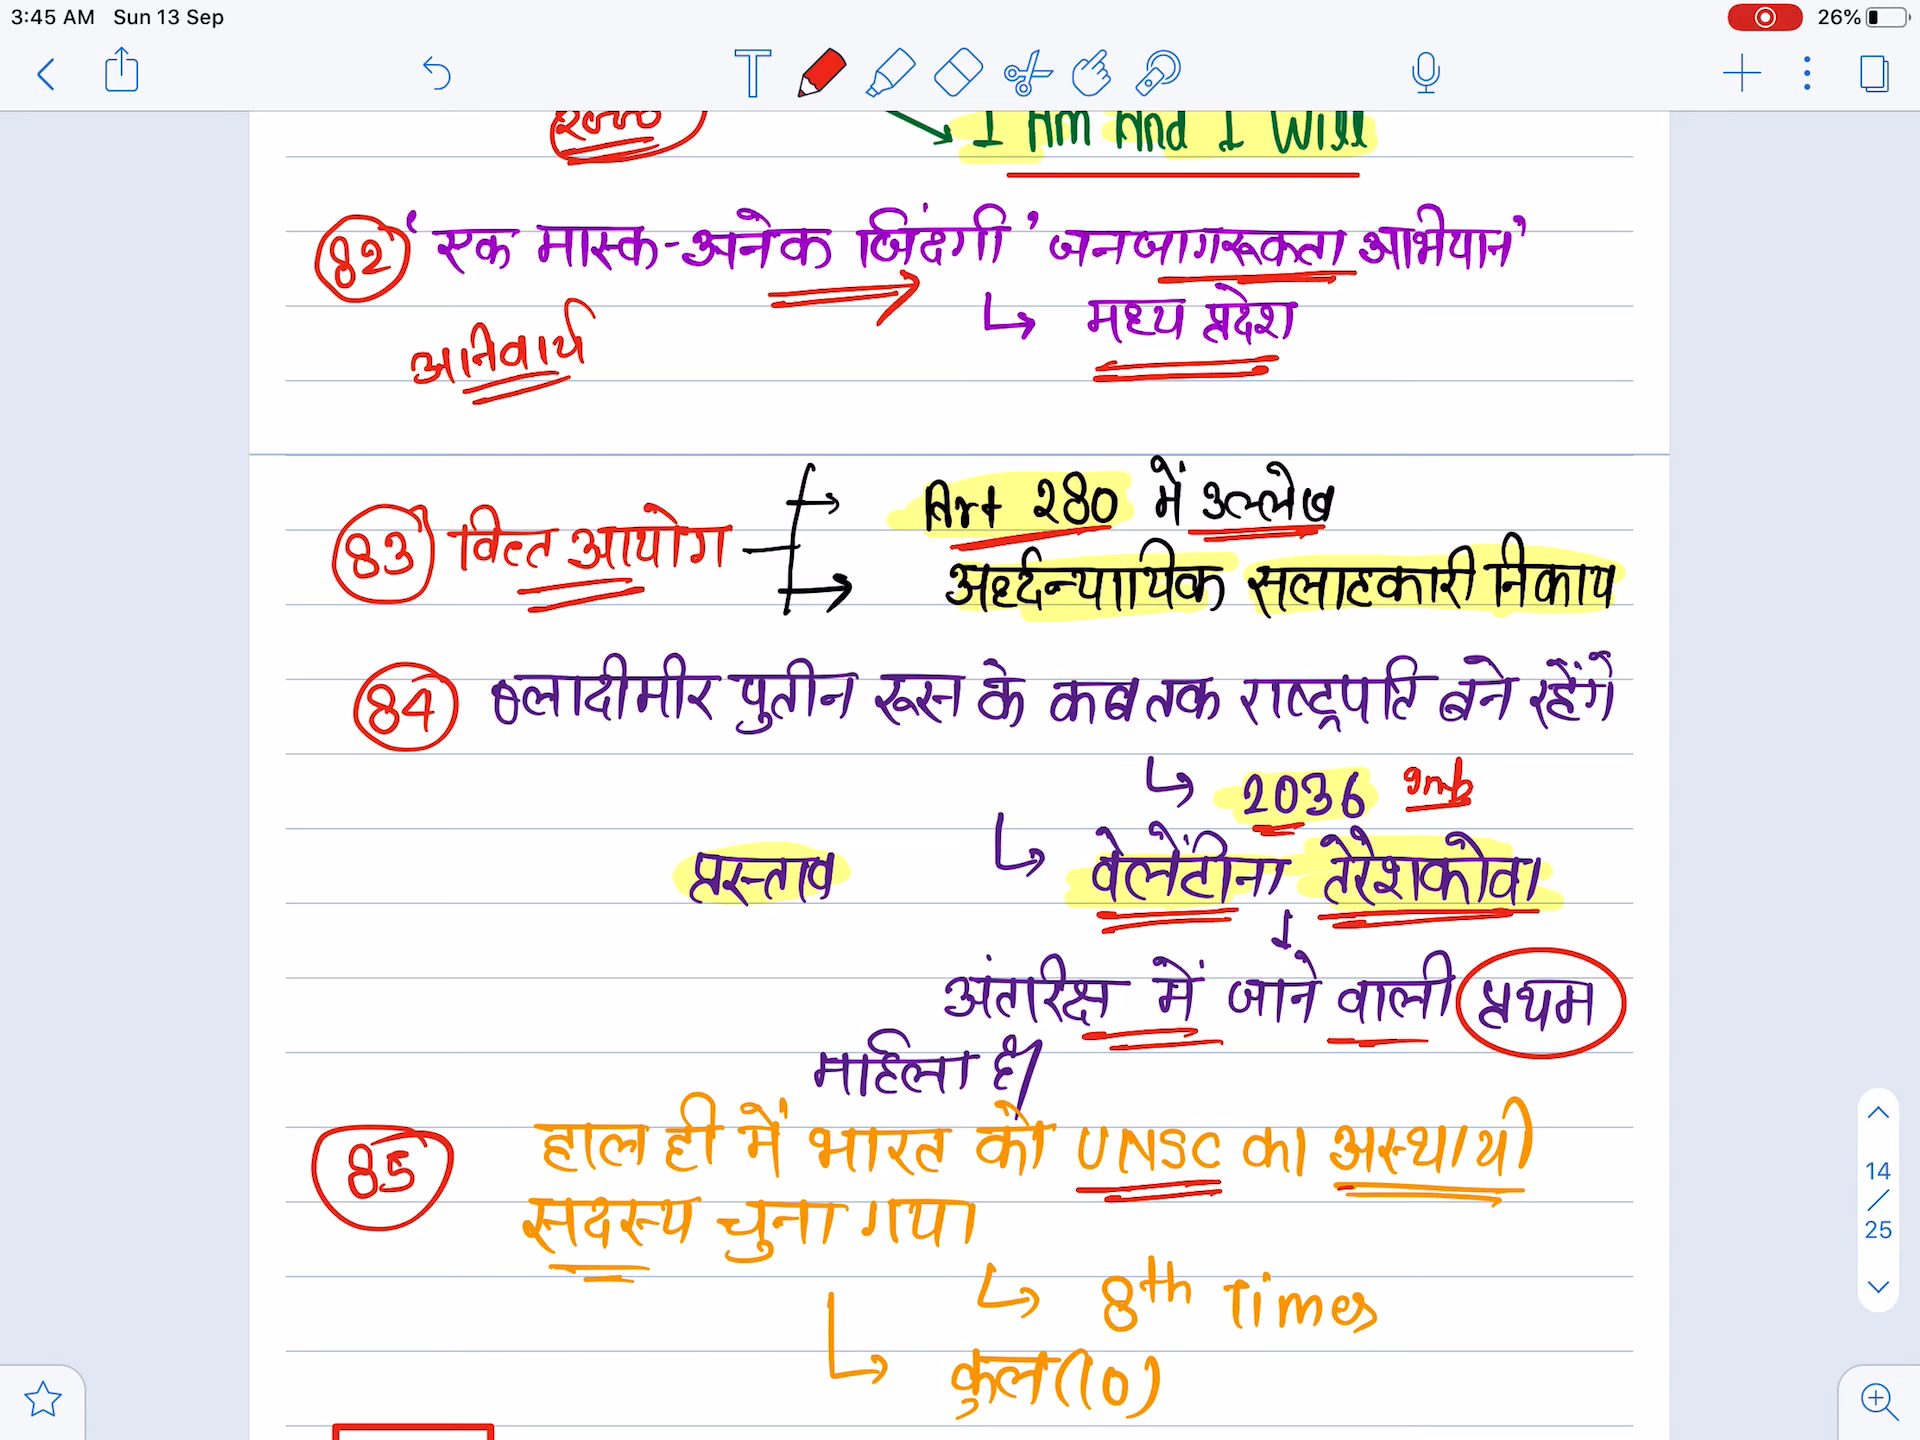 3:45 AM Sun 13 Sep 26%
I Am And I Will
82 'एक मास्क-अनेक जिंदगी' जनजागरूकता अभियान'
मध्य प्रदेश
अनिवार्य
Art 280 में उल्लेख
83 वित्त आयोग
अर्ध्दन्यायिक सलाहकारी निकाय
84 व्लादीमीर पुतीन रूस के कब तक राष्ट्रपति बने रहेंगे
2036 Imp
प्रस्ताव वेलेंटीना तेरेशकोवा
अंतरिक्ष में जाने वाली प्रथम
महिला है।
85 हाल ही में भारत को UNSC का अस्थायी
सदस्य चुना गया
8th Times
कुल(10)
14
/
25